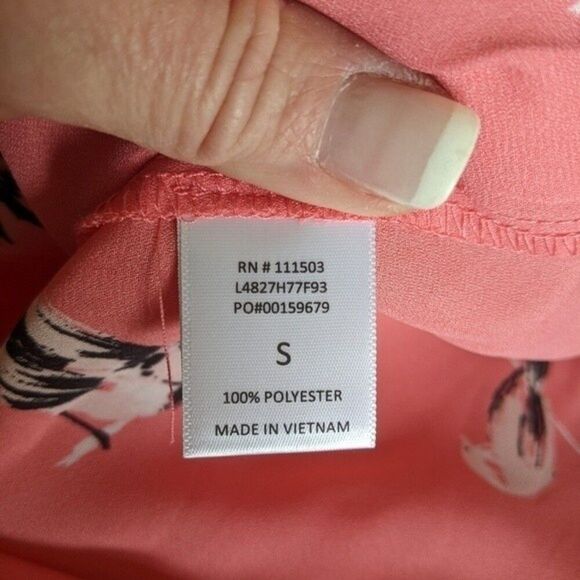 RN # 111503
L4827H77F93
PO#00159679
S
100% POLYESTER
MADE IN VIETNAM